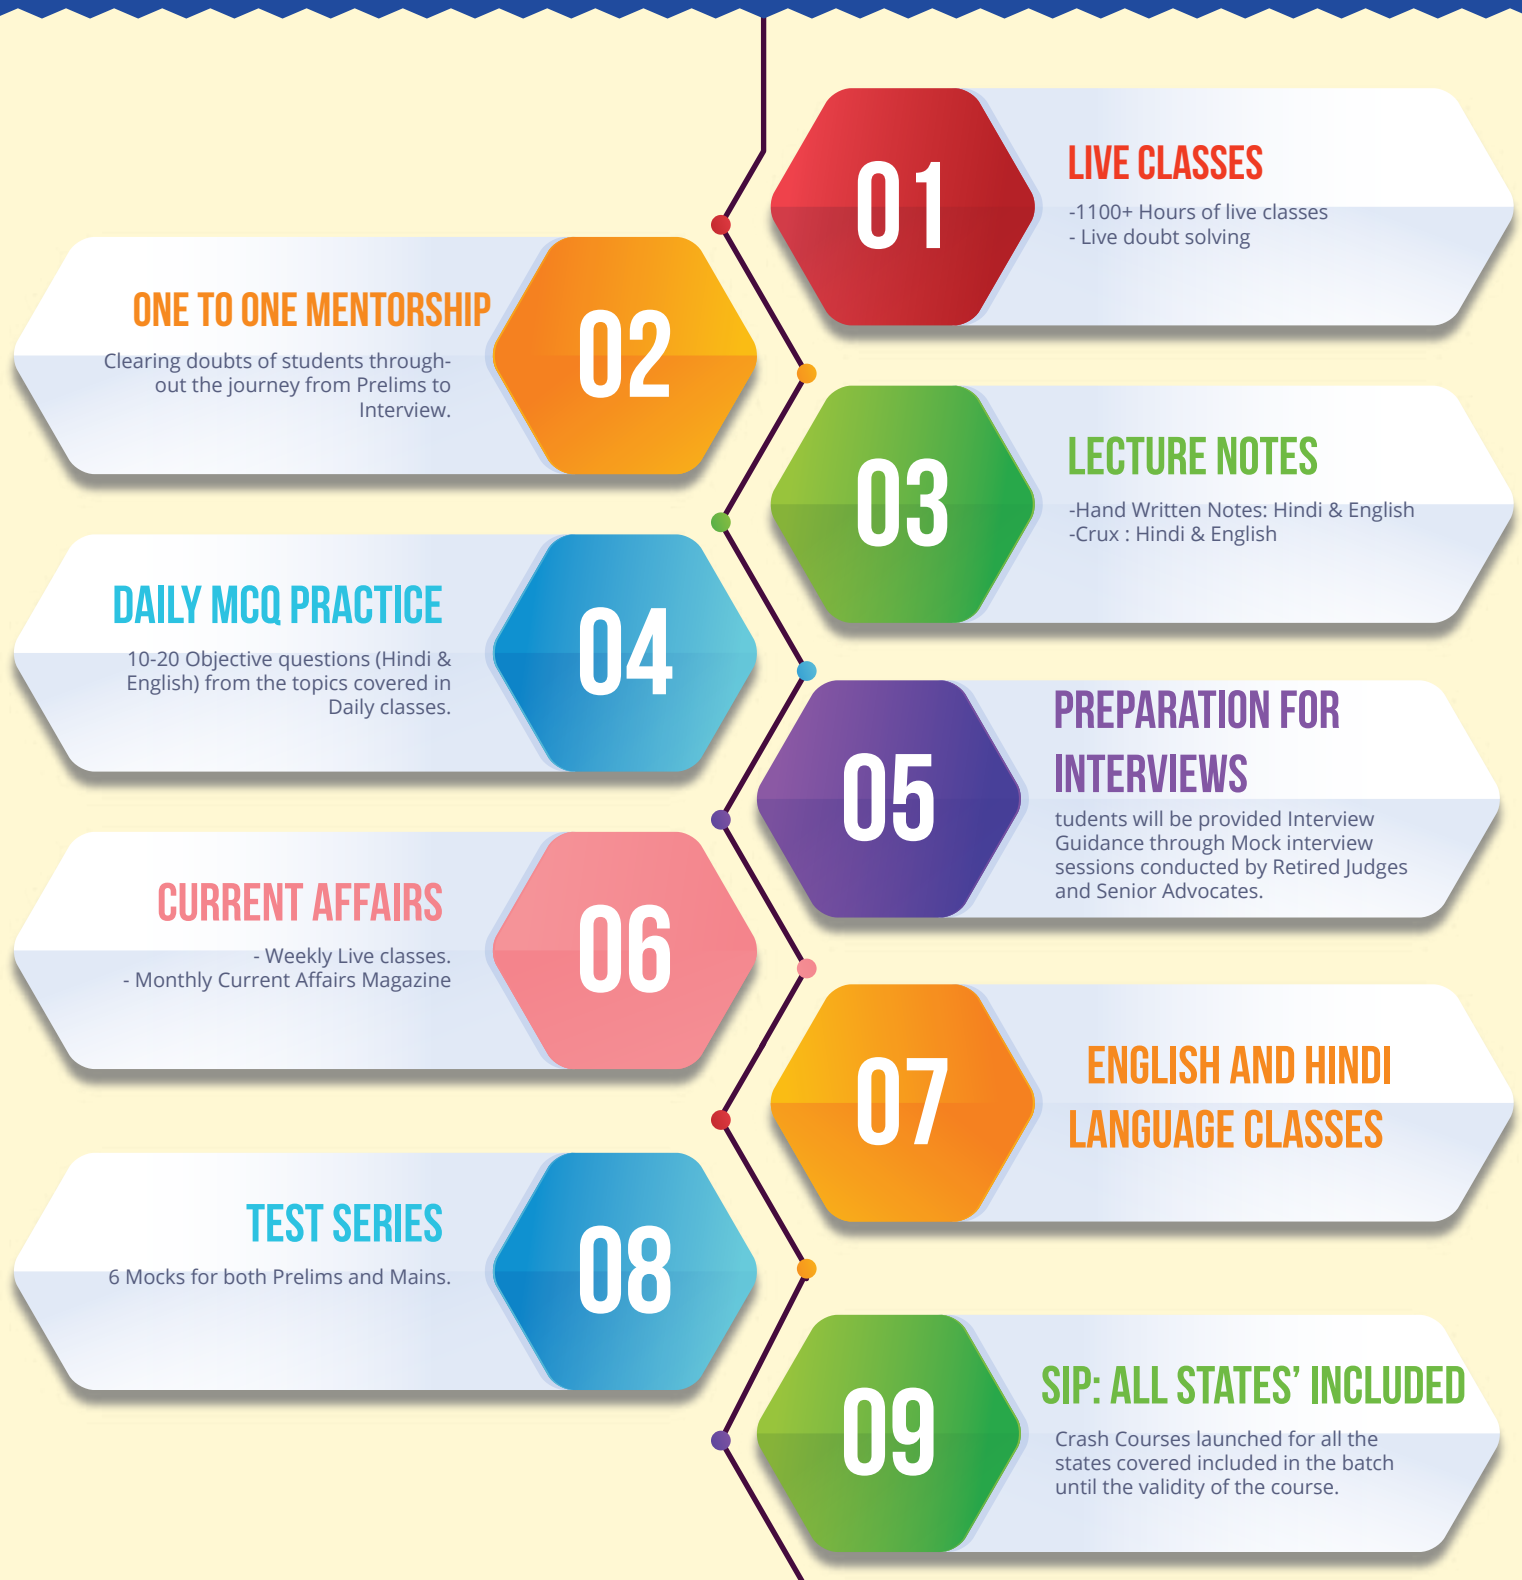 01
LIVE CLASSES
-1100+ Hours of live classes
- Live doubt solving
02
ONE TO ONE MENTORSHIP
Clearing doubts of students through-
out the journey from Prelims to
Interview.
03
LECTURE NOTES
-Hand Written Notes: Hindi & English
-Crux : Hindi & English
04
DAILY MCQ PRACTICE
10-20 Objective questions (Hindi &
English) from the topics covered in
Daily classes.
05
PREPARATION FOR
INTERVIEWS
tudents will be provided Interview
Guidance through Mock interview
sessions conducted by Retired Judges
and Senior Advocates.
06
CURRENT AFFAIRS
- Weekly Live classes.
- Monthly Current Affairs Magazine
07
ENGLISH AND HINDI
LANGUAGE CLASSES
08
TEST SERIES
6 Mocks for both Prelims and Mains.
09
SIP: ALL STATES’ INCLUDED
Crash Courses launched for all the
states covered included in the batch
until the validity of the course.